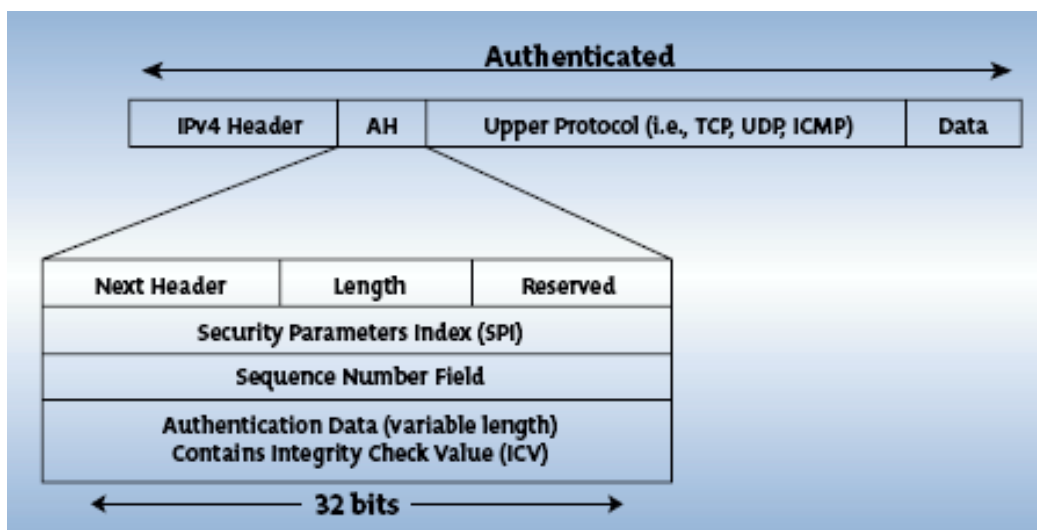 Authenticated
IPv4 Header AH Upper Protocol (i.e., TCP, UDP, ICMP) Data
Next Header Length Reserved
Security Parameters Index (SPI)
Sequence Number Field
Authentication Data (variable length)
Contains Integrity Check Value (ICV)
32 bits